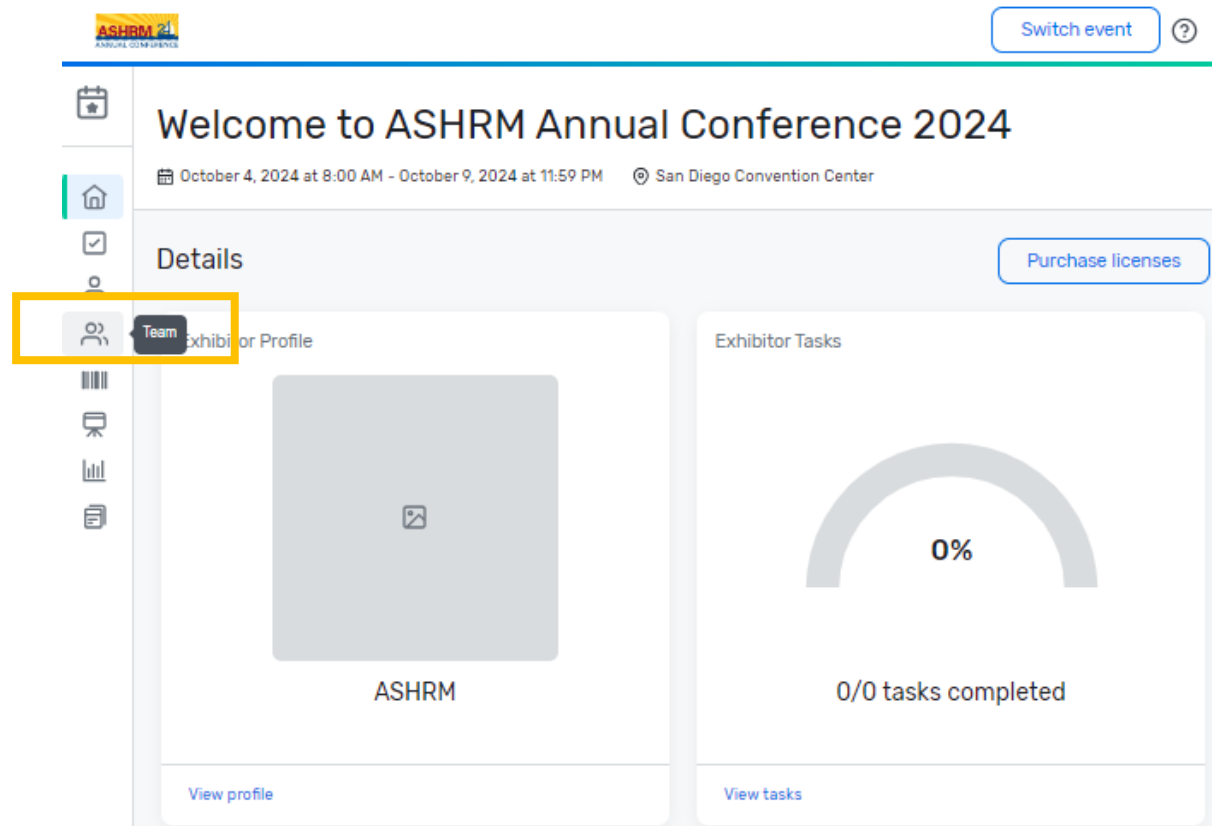 ASHRM 24
ANNUAL CONFERENCE
Switch event
Welcome to ASHRM Annual Conference 2024
October 4, 2024 at 8:00 AM - October 9, 2024 at 11:59 PM San Diego Convention Center
Details
Purchase licenses
Team
Exhibitor Profile
Exhibitor Tasks
0%
ASHRM
0/0 tasks completed
View profile
View tasks